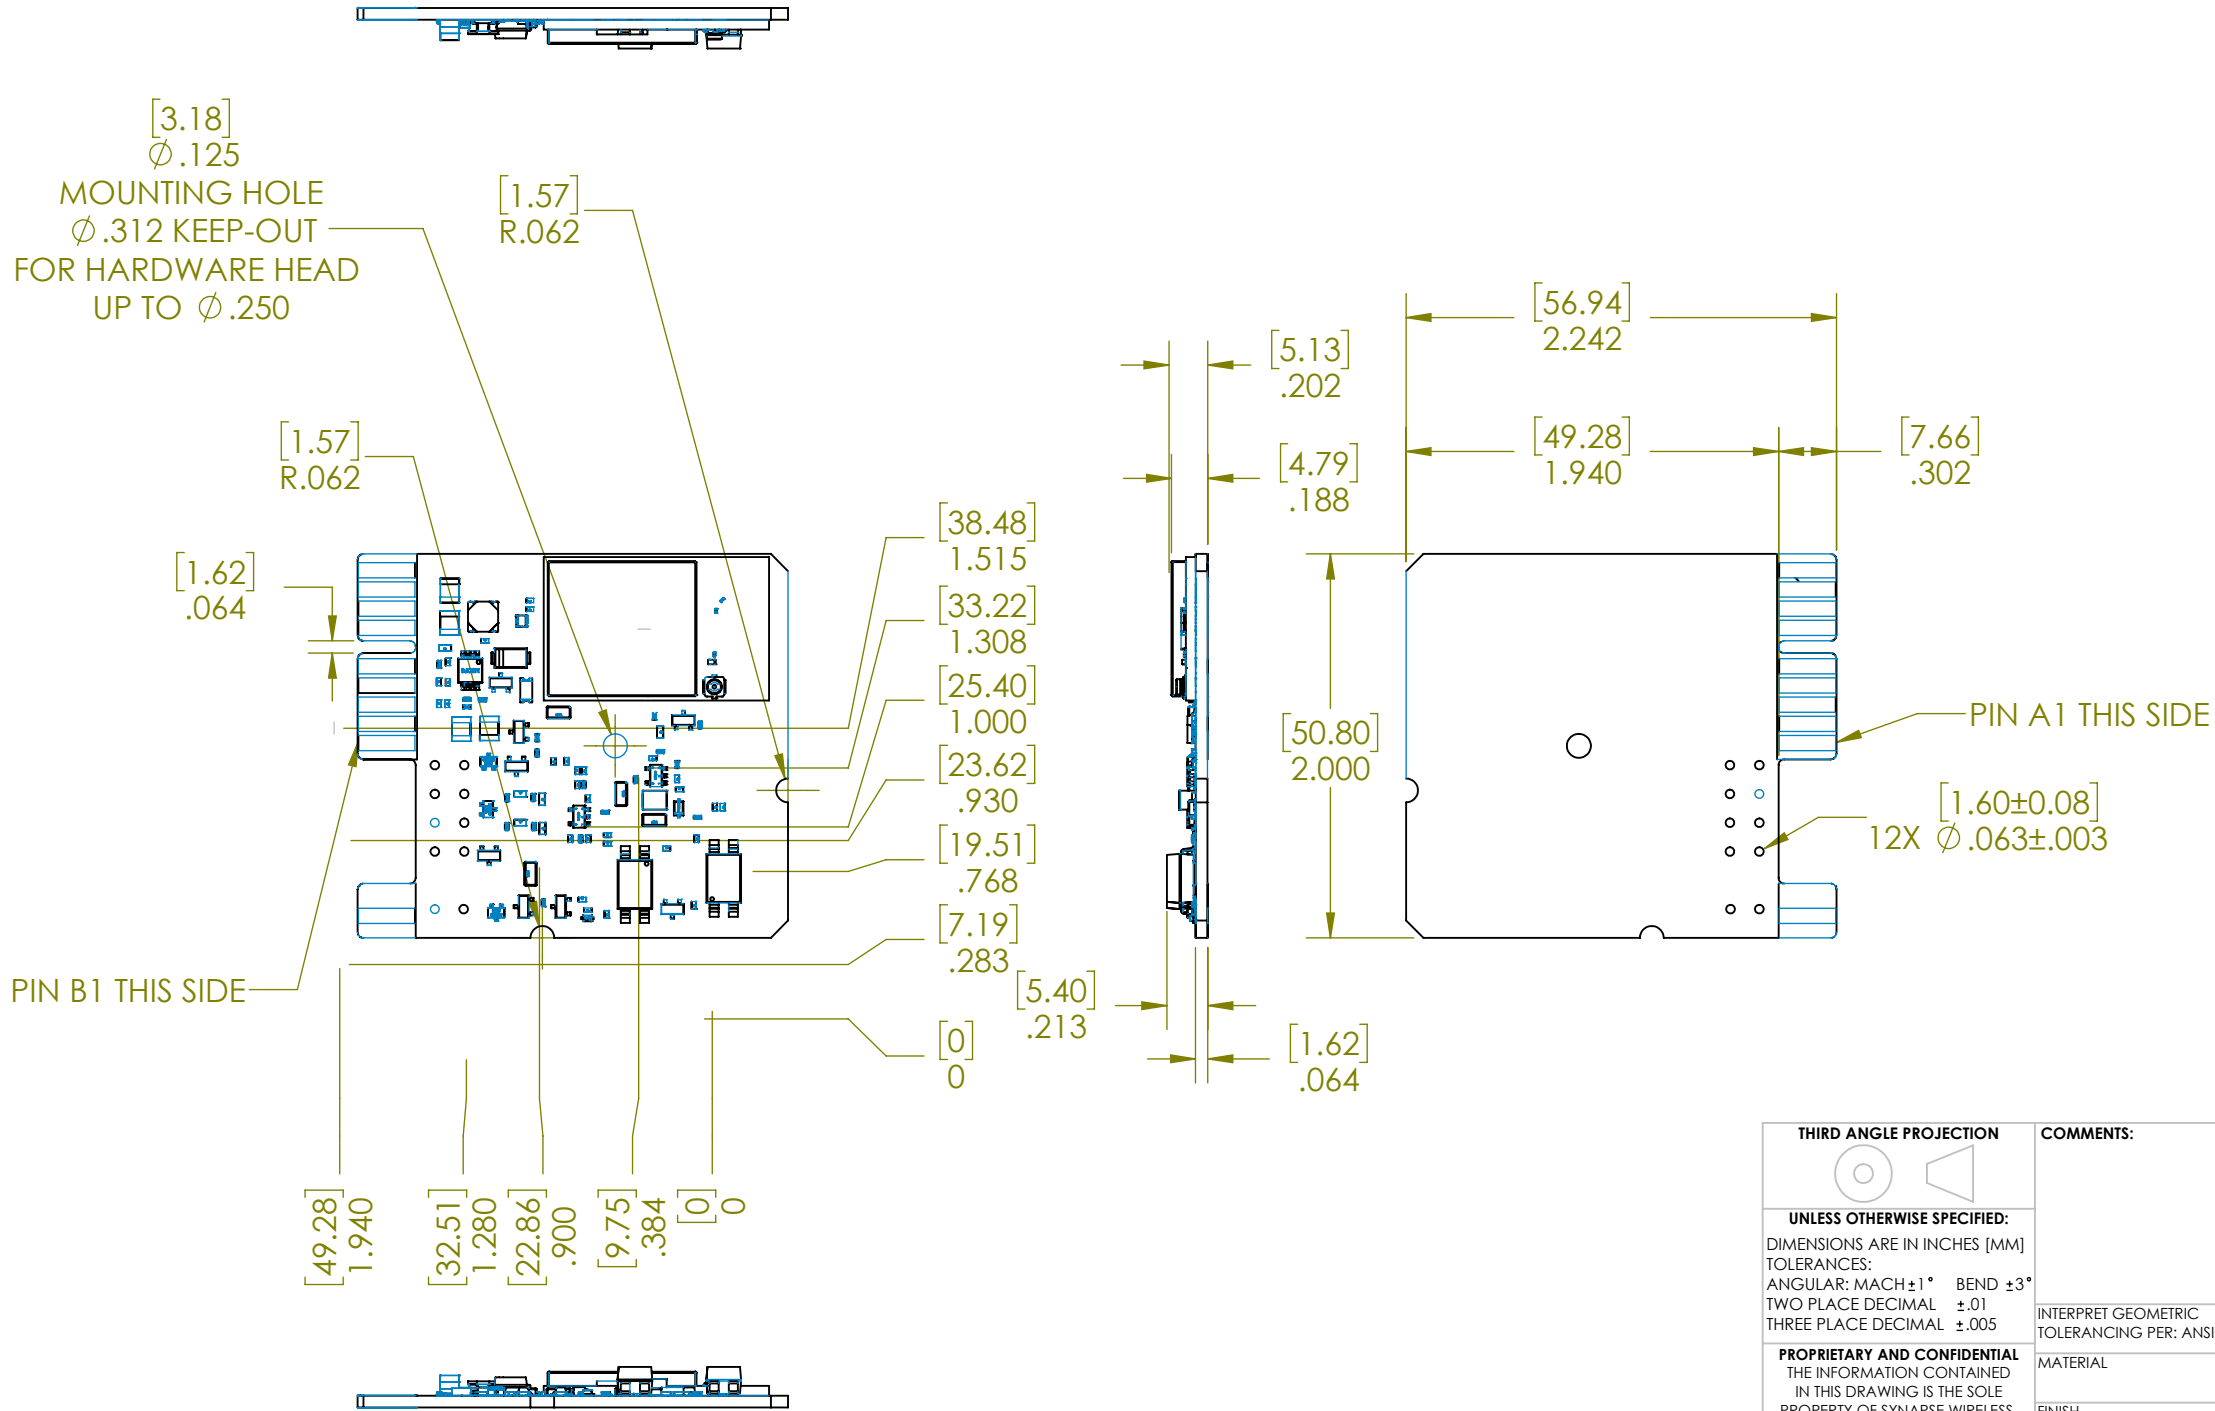 [3.18]
∅.125
MOUNTING HOLE
∅.312 KEEP-OUT
FOR HARDWARE HEAD
UP TO ∅.250
[1.57]
R.062
[1.57]
R.062
[1.62]
.064
PIN B1 THIS SIDE
[38.48]
1.515
[33.22]
1.308
[25.40]
1.000
[23.62]
.930
[19.51]
.768
[7.19]
.283
[0]
0
[49.28]
1.940
[32.51]
1.280
[22.86]
.900
[9.75]
.384
[0]
0
[5.13]
.202
[4.79]
.188
[5.40]
.213
[1.62]
.064
[56.94]
2.242
[49.28]
1.940
[7.66]
.302
[50.80]
2.000
PIN A1 THIS SIDE
[1.60±0.08]
12X ∅.063±.003
THIRD ANGLE PROJECTION
UNLESS OTHERWISE SPECIFIED:
DIMENSIONS ARE IN INCHES [MM]
TOLERANCES:
ANGULAR: MACH±1° BEND ±3°
TWO PLACE DECIMAL ±.01
THREE PLACE DECIMAL ±.005
PROPRIETARY AND CONFIDENTIAL
THE INFORMATION CONTAINED
IN THIS DRAWING IS THE SOLE
PROPERTY OF SYNAPSE WIRELESS
COMMENTS:
INTERPRET GEOMETRIC
TOLERANCING PER: ANSI
MATERIAL
FINISH